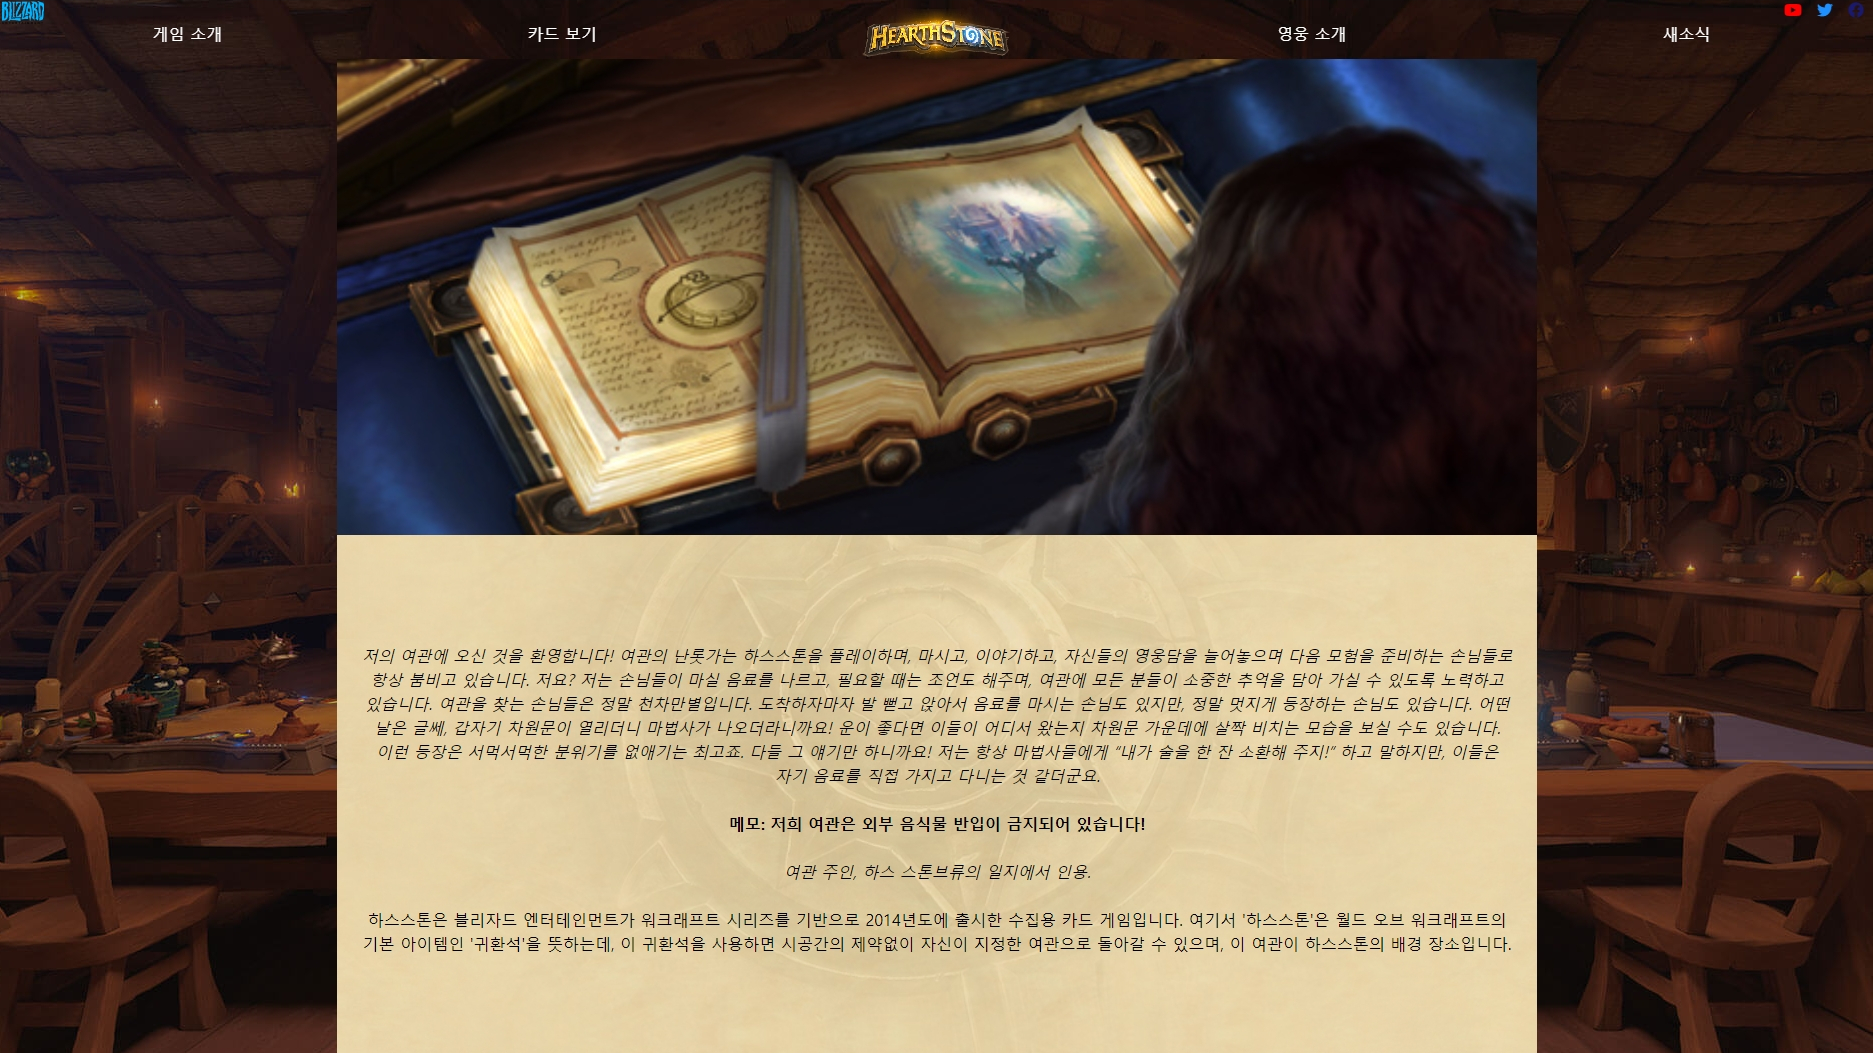 BLIZZARD
게임 소개
카드 보기
HEARTHSTONE
영웅 소개
새소식
저의 여관에 오신 것을 환영합니다! 여관의 난롯가는 하스스톤을 플레이하며, 마시고, 이야기하고, 자신들의 영웅담을 늘어놓으며 다음 모험을 준비하는 손님들로
항상 붐비고 있습니다. 저요? 저는 손님들이 마실 음료를 나르고, 필요할 때는 조언도 해주며, 여관에 모든 분들이 소중한 추억을 담아 가실 수 있도록 노력하고
있습니다. 여관을 찾는 손님들은 정말 천차만별입니다. 도착하자마자 발 뻗고 앉아서 음료를 마시는 손님도 있지만, 정말 멋지게 등장하는 손님도 있습니다. 어떤
날은 글쎄, 갑자기 차원문이 열리더니 마법사가 나오더라니까요! 운이 좋다면 이들이 어디서 왔는지 차원문 가운데에 살짝 비치는 모습을 보실 수도 있습니다.
이런 등장은 서먹서먹한 분위기를 없애기는 최고죠. 다들 그 얘기만 하니까요! 저는 항상 마법사들에게 “내가 술을 한 잔 소환해 주지!” 하고 말하지만, 이들은
자기 음료를 직접 가지고 다니는 것 같더군요.
메모: 저희 여관은 외부 음식물 반입이 금지되어 있습니다!
여관 주인, 하스 스톤브류의 일지에서 인용.
하스스톤은 블리자드 엔터테인먼트가 워크래프트 시리즈를 기반으로 2014년도에 출시한 수집용 카드 게임입니다. 여기서 '하스스톤'은 월드 오브 워크래프트의
기본 아이템인 '귀환석'을 뜻하는데, 이 귀환석을 사용하면 시공간의 제약없이 자신이 지정한 여관으로 돌아갈 수 있으며, 이 여관이 하스스톤의 배경 장소입니다.